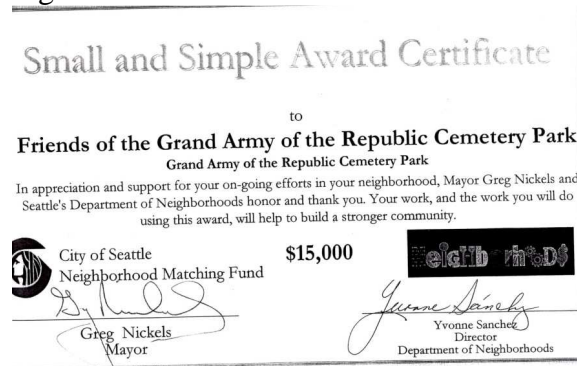 Small and Simple Award Certificate
to
Friends of the Grand Army of the Republic Cemetery Park
Grand Army of the Republic Cemetery Park
In appreciation and support for your on-going efforts in your neighborhood, Mayor Greg Nickels and
Seattle's Department of Neighborhoods honor and thank you. Your work, and the work you will do
using this award, will help to build a stronger community.
City of Seattle
Neighborhood Matching Fund
$15,000
Greg Nickels
Mayor
Yvonne Sanchez
Yvonne Sanchez
Director
Department of Neighborhoods